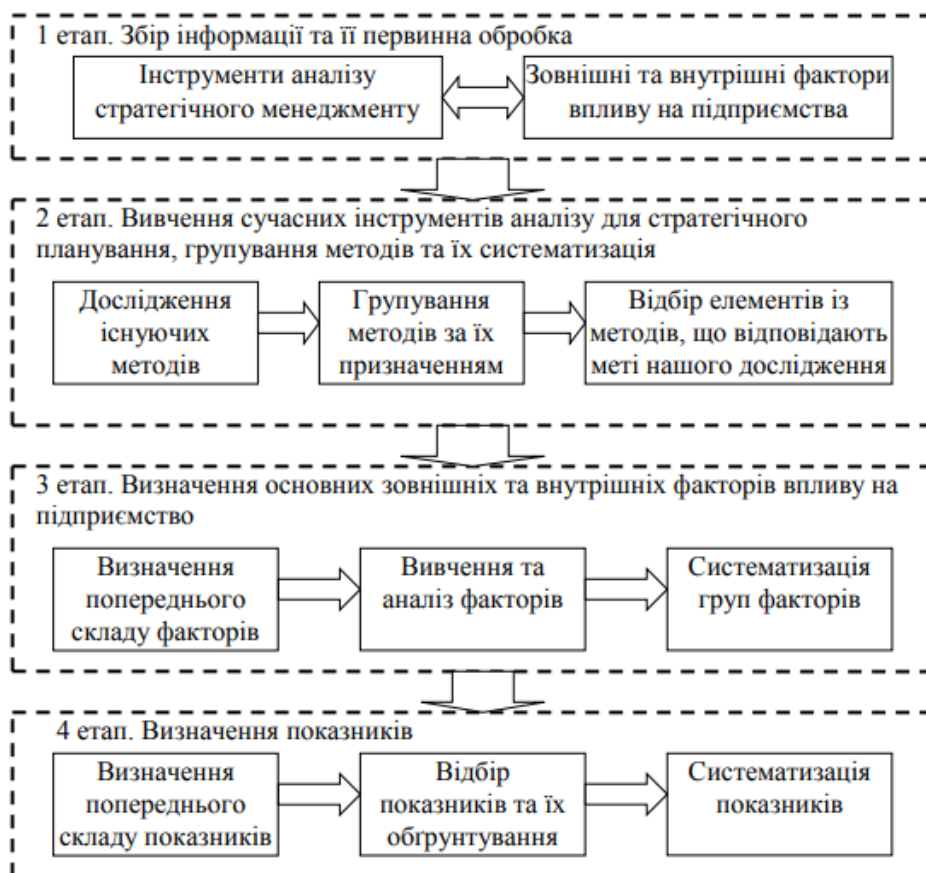 1 етап. Збір інформації та її первинна обробка
Інструменти аналізу
стратегічного менеджменту
Зовнішні та внутрішні фактори
впливу на підприємства
2 етап. Вивчення сучасних інструментів аналізу для стратегічного
планування, групування методів та їх систематизація
Дослідження
існуючих
методів
Групування
методів за їх
призначенням
Відбір елементів із
методів, що відповідають
меті нашого дослідження
3 етап. Визначення основних зовнішніх та внутрішніх факторів впливу на
підприємство
Визначення
попереднього
складу факторів
Вивчення та
аналіз факторів
Систематизація
груп факторів
4 етап. Визначення показників
Визначення
попереднього
складу показників
Відбір
показників та їх
обґрунтування
Систематизація
показників